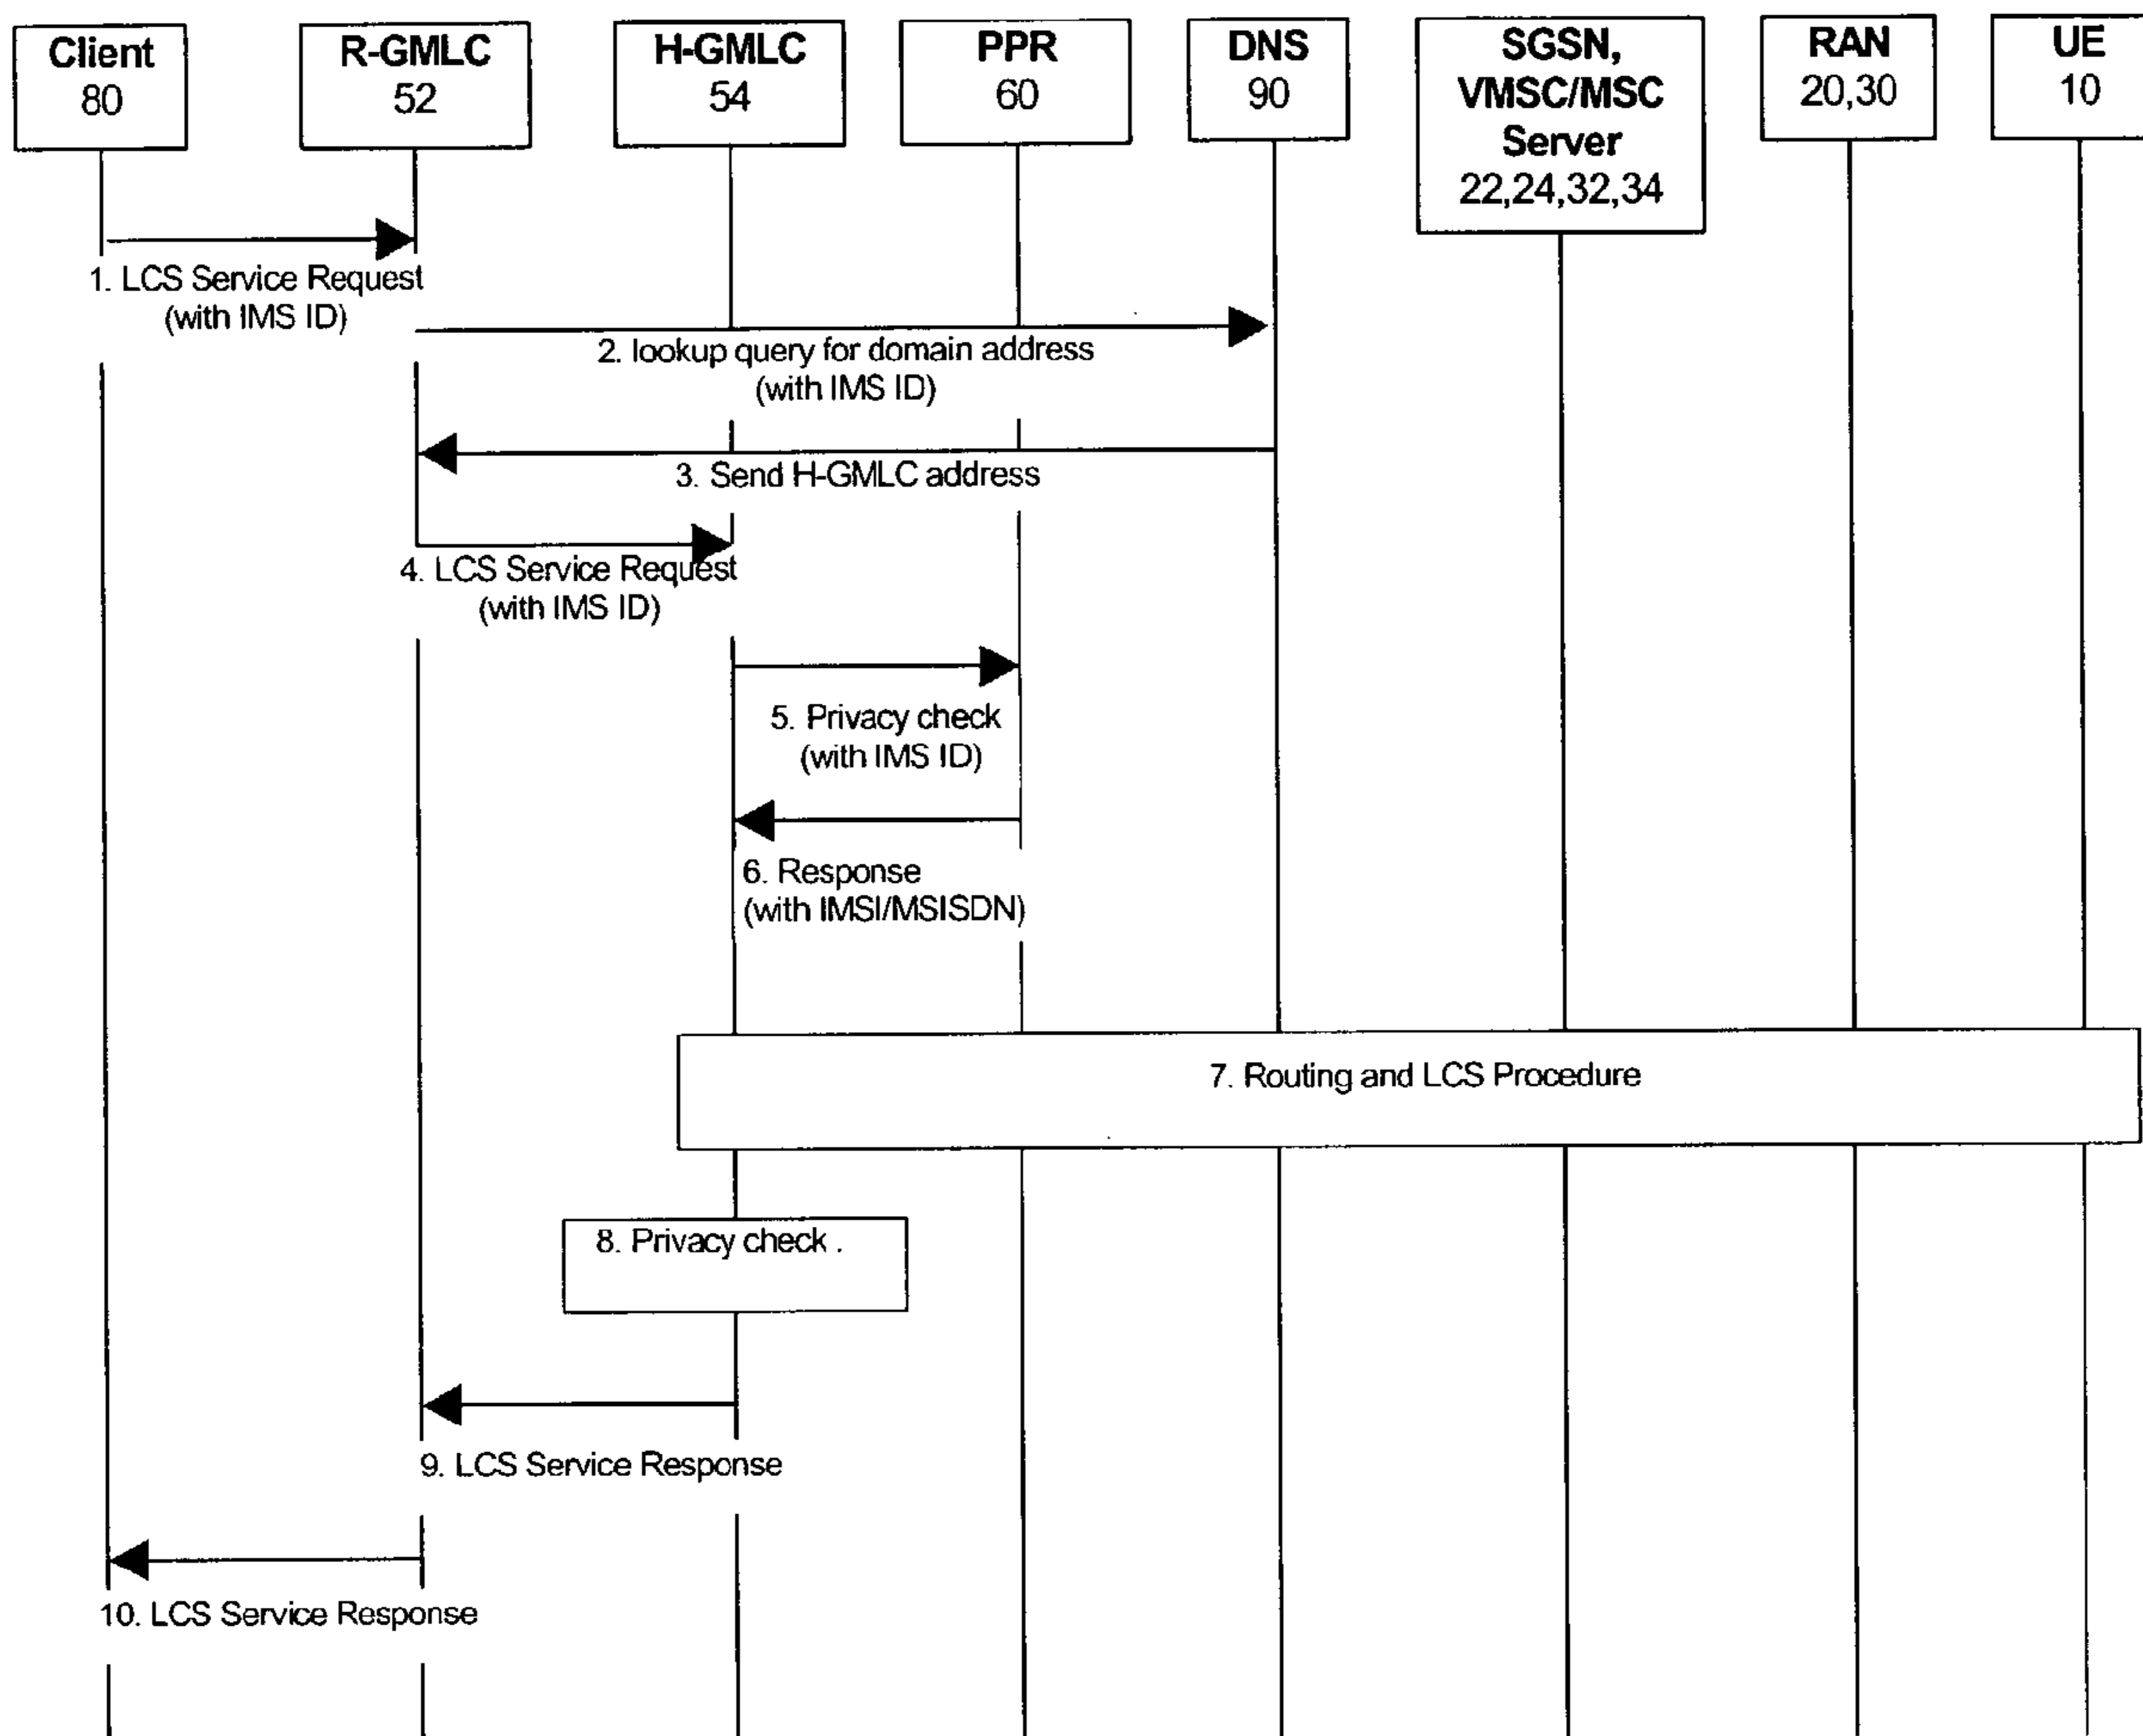 Client
80
R-GMLC
52
H-GMLC
54
PPR
60
DNS
90
SGSN,
VMSC/MSC
Server
22,24,32,34
RAN
20,30
UE
10
1. LCS Service Request
(with IMS ID)
2. lookup query for domain address
(with IMS ID)
3. Send H-GMLC address
4. LCS Service Request
(with IMS ID)
5. Privacy check
(with IMS ID)
6. Response
(with IMSI/MSISDN)
7. Routing and LCS Procedure
8. Privacy check .
9. LCS Service Response
10. LCS Service Response